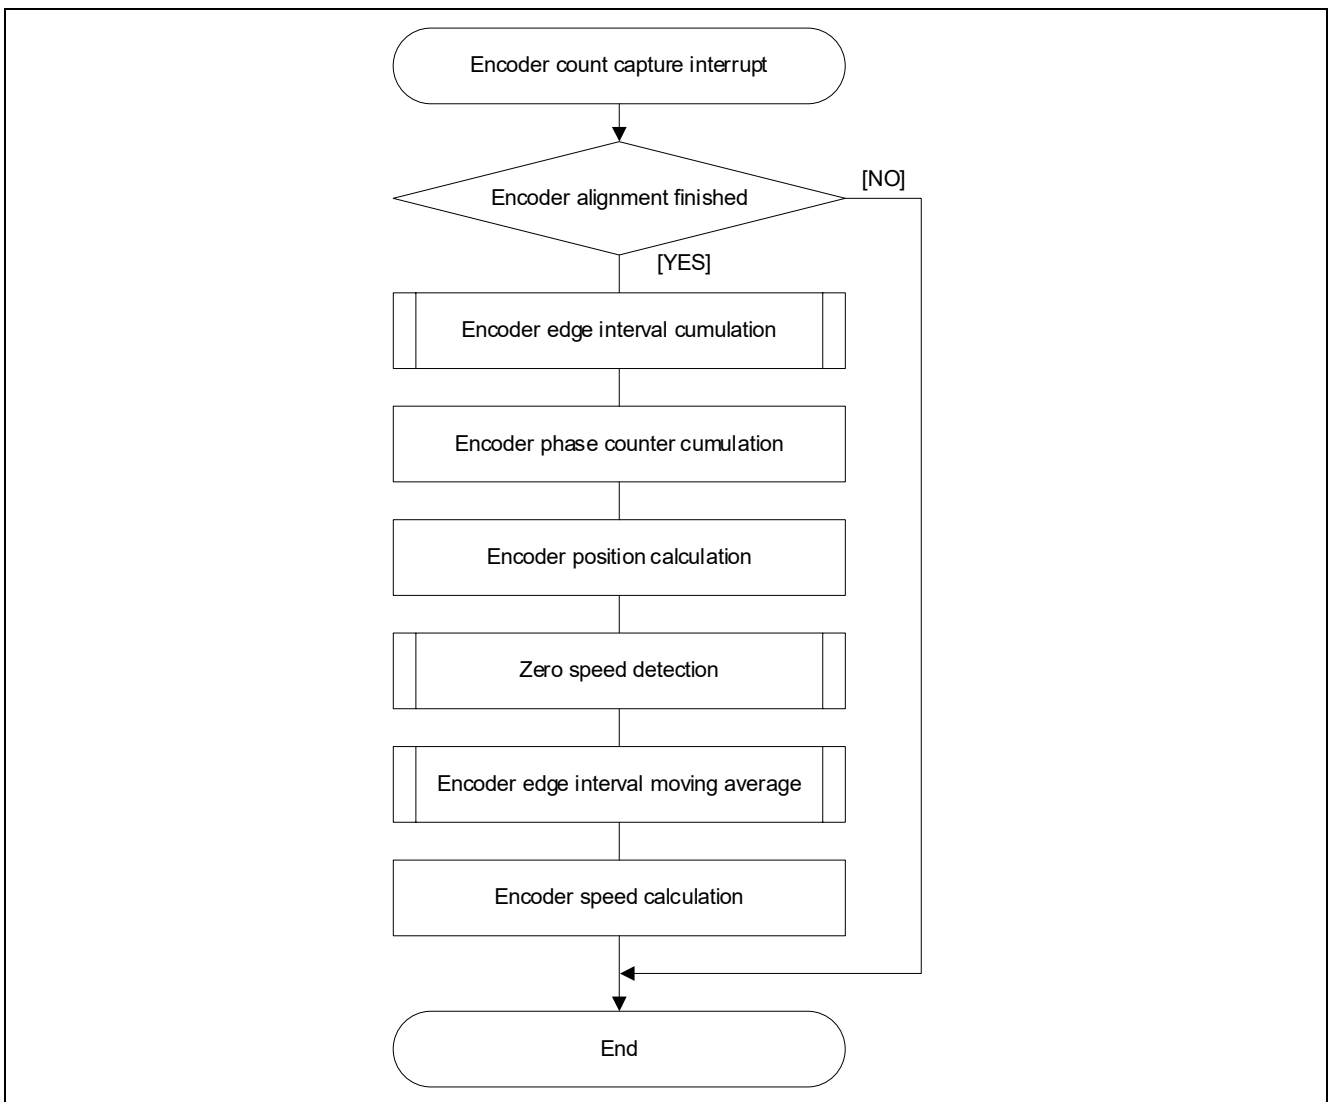 Encoder count capture interrupt
Encoder alignment finished
[NO]
[YES]
Encoder edge interval cumulation
Encoder phase counter cumulation
Encoder position calculation
Zero speed detection
Encoder edge interval moving average
Encoder speed calculation
End